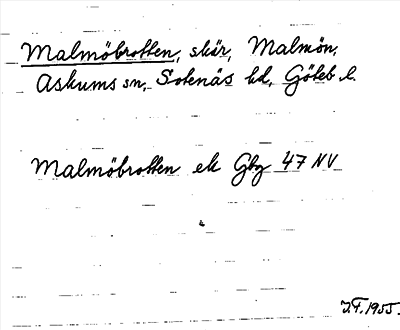 Malmöbrotten, skär, Malmön,
Askums sn, Sotenäs hd, Göteb l.
Malmöbrotten ek Gbg 47 NV
J.F. 1955.